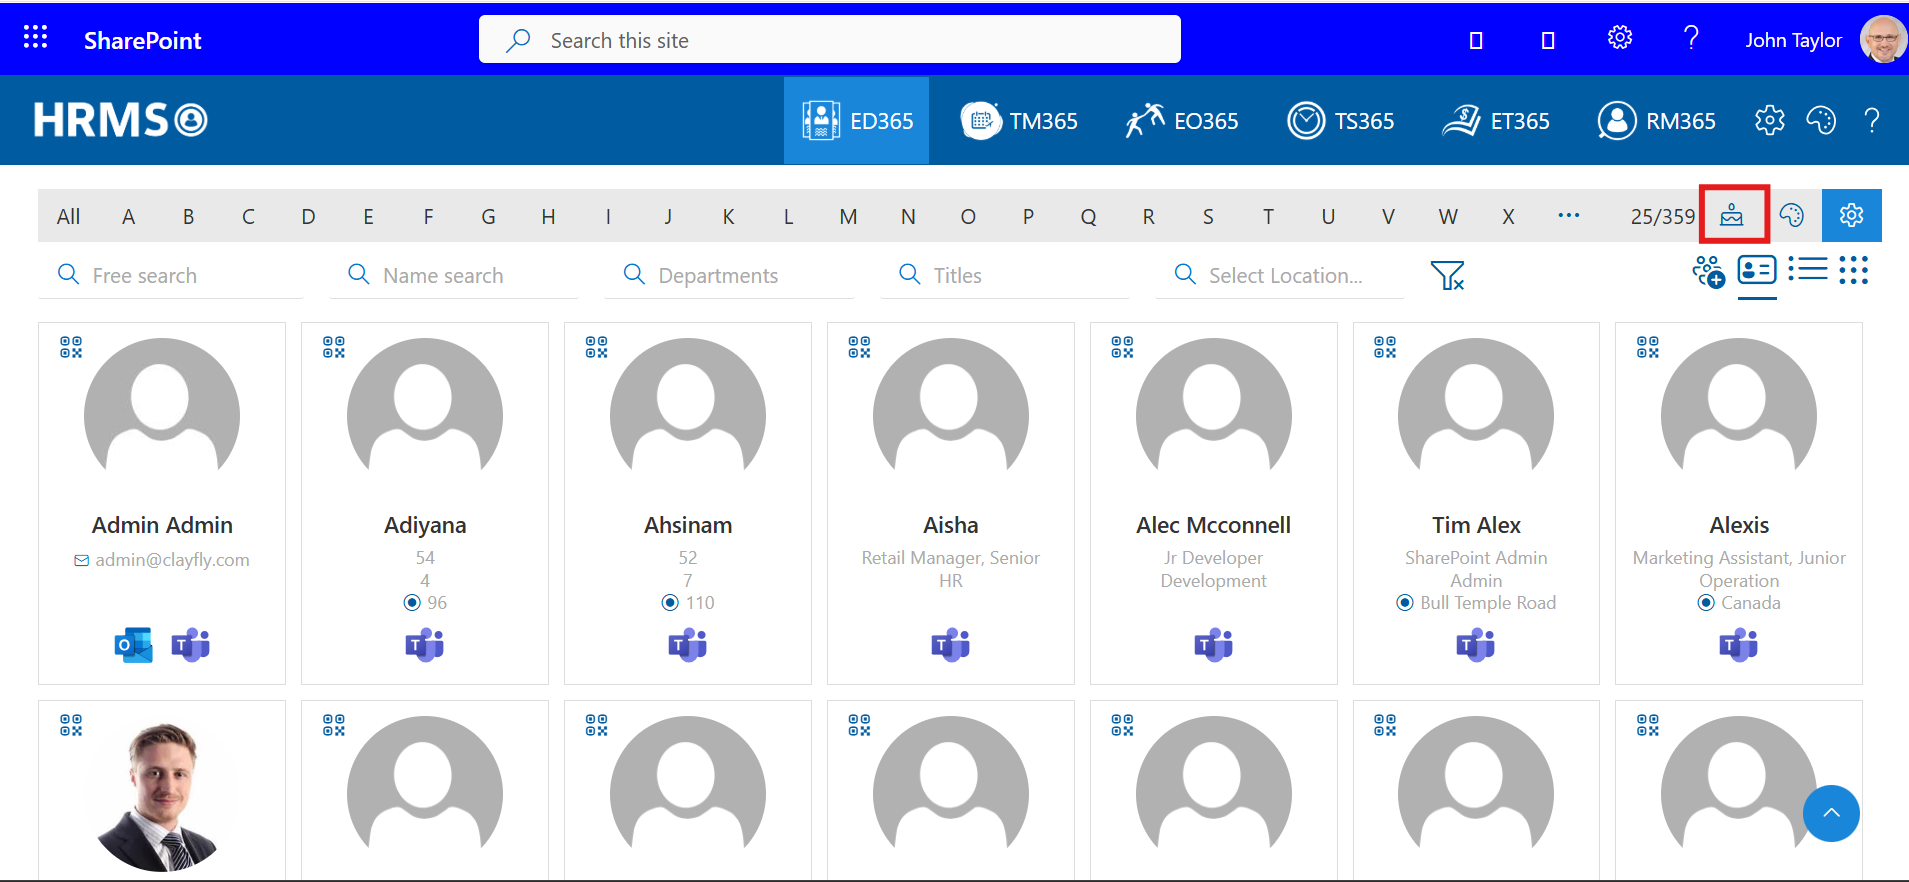 SharePoint
Search this site
John Taylor
HRMS
ED365
TM365
EO365
TS365
ET365
RM365
All A B C D E F G H I J K L M N O P Q R S T U V W X ... 25/359
Free search
Name search
Departments
Titles
Select Location...
Admin Admin
admin@clayfly.com
Adiyana
54
4
96
Ahsinam
52
7
110
Aisha
Retail Manager, Senior
HR
Alec Mcconnell
Jr Developer
Development
Tim Alex
SharePoint Admin
Admin
Bull Temple Road
Alexis
Marketing Assistant, Junior
Operation
Canada